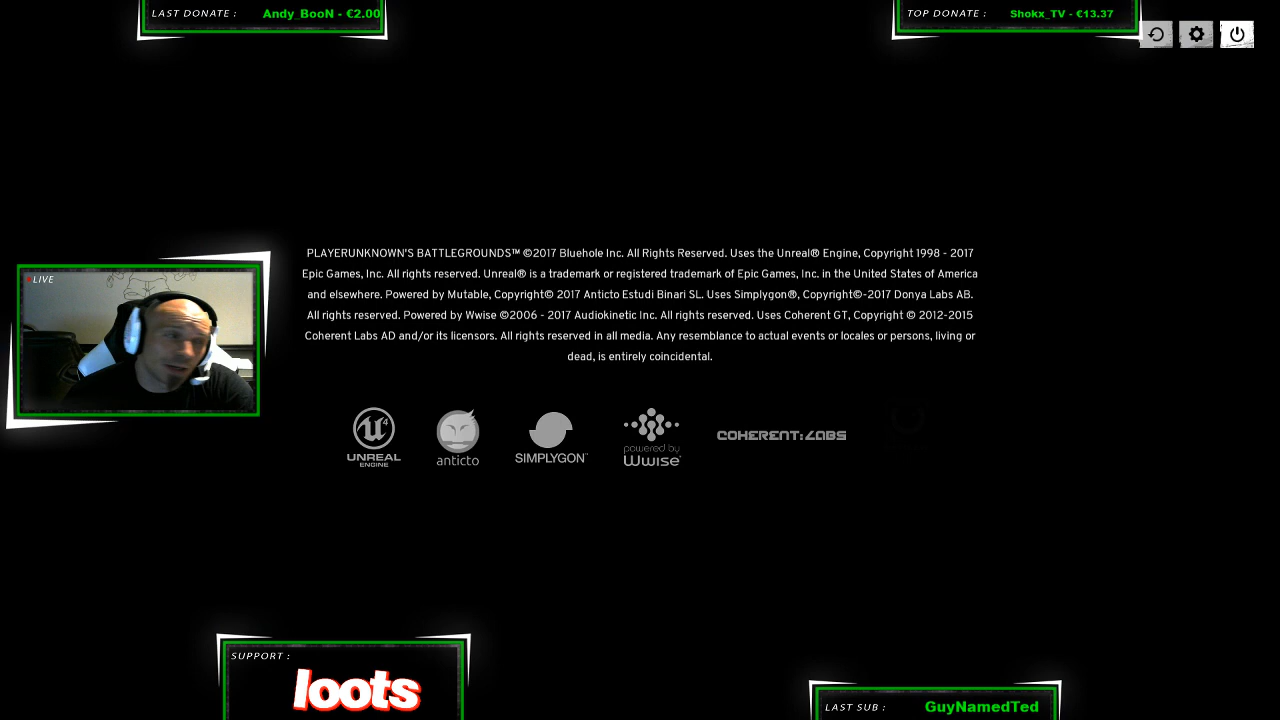 LAST DONATE :
Andy_BooN - €2.00
TOP DONATE :
Shokx_TV - €13.37
LIVE
PLAYERUNKNOWN'S BATTLEGROUNDS™ ©2017 Bluehole Inc. All Rights Reserved. Uses the Unreal® Engine, Copyright 1998 - 2017
Epic Games, Inc. All rights reserved. Unreal® is a trademark or registered trademark of Epic Games, Inc. in the United States of America
and elsewhere. Powered by Mutable, Copyright© 2017 Anticto Estudi Binari SL. Uses Simplygon®, Copyright©-2017 Donya Labs AB.
All rights reserved. Powered by Wwise ©2006 - 2017 Audiokinetic Inc. All rights reserved. Uses Coherent GT, Copyright © 2012-2015
Coherent Labs AD and/or its licensors. All rights reserved in all media. Any resemblance to actual events or locales or persons, living or
dead, is entirely coincidental.
UNREAL
ENGINE
4
anticto
SIMPLYGON™
powered by
Wwise®
COHERENT:LABS
SUPPORT :
loots
LAST SUB :
GuyNamedTed